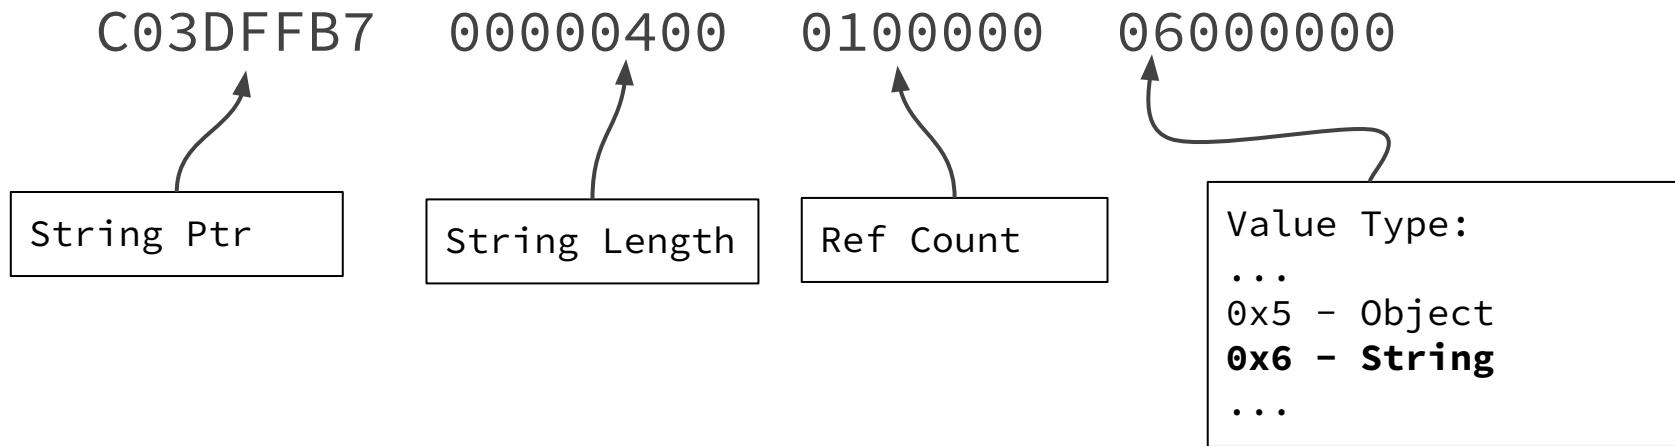 C03DFFB7 00000400 0100000 06000000
String Ptr
String Length
Ref Count
Value Type:
...
0x5 - Object
0x6 - String
...